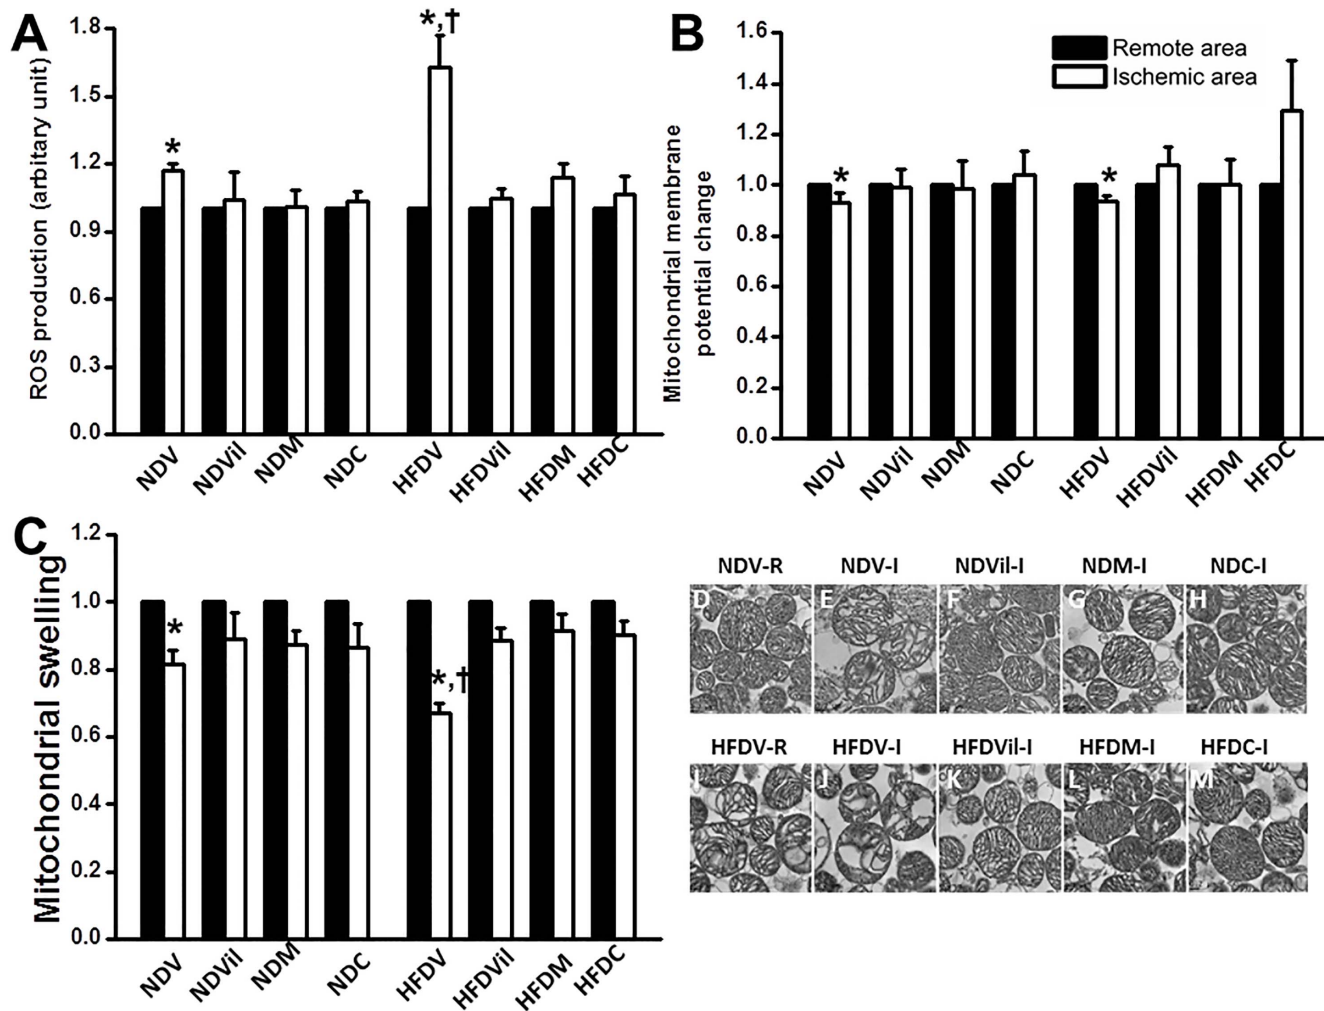 A
ROS production (arbitary unit)
1.8
1.5
1.2
0.9
0.6
0.3
0.0
*
*,†
NDV
NDVil
NDM
NDC
HFDV
HFDVil
HFDM
HFDC
B
Mitochondrial membrane
potential change
1.6
1.4
1.2
1.0
0.8
0.6
0.4
0.2
0.0
Remote area
Ischemic area
*
*
NDV
NDVil
NDM
NDC
HFDV
HFDVil
HFDM
HFDC
C
Mitochondrial swelling
1.2
1.0
0.8
0.6
0.4
0.2
0.0
*
*,†
NDV
NDVil
NDM
NDC
HFDV
HFDVil
HFDM
HFDC
NDV-R NDV-I NDVil-I NDM-I NDC-I
D E F G H
HFDV-R HFDV-I HFDVil-I HFDM-I HFDC-I
I J K L M